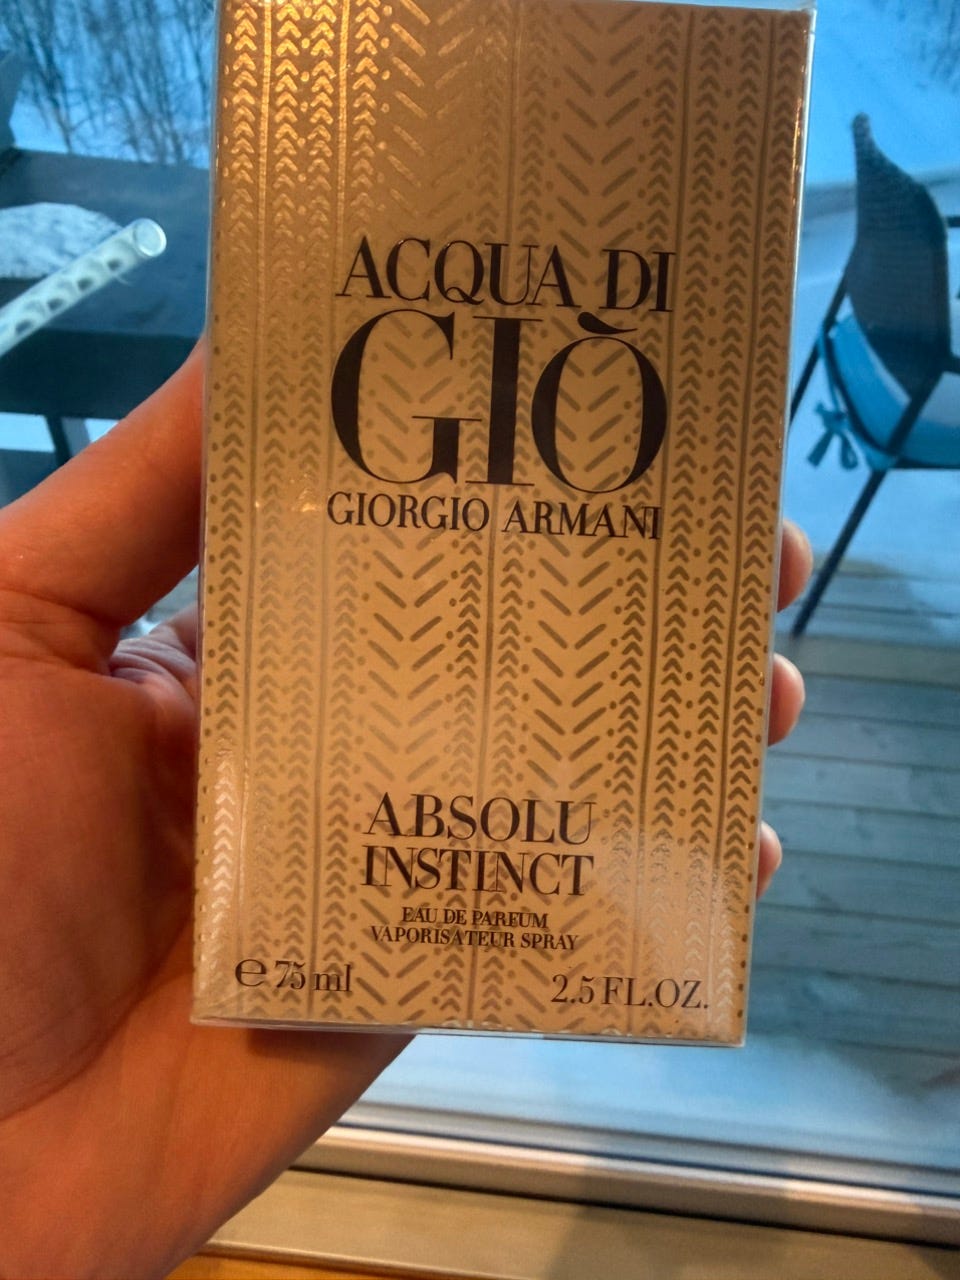 ACQUA DI
GIÒ
GIORGIO ARMANI
ABSOLU
INSTINCT
EAU DE PARFUM
VAPORISATEUR SPRAY
℮ 75 ml
2.5 FL.OZ.